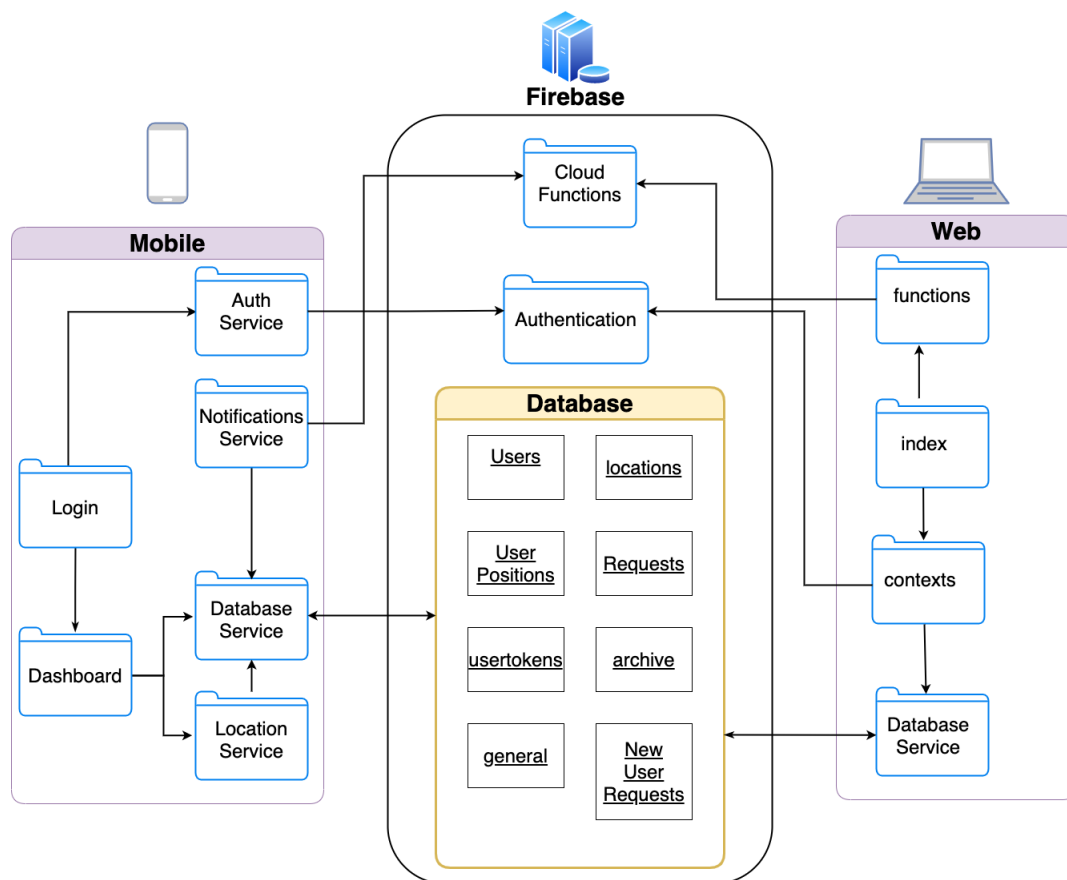 Firebase
Mobile
Auth
Service
Notifications
Service
Login
Database
Service
Dashboard
Location
Service
Cloud
Functions
Authentication
Database
Users
locations
User
Positions
Requests
usertokens
archive
general
New
User
Requests
Web
functions
index
contexts
Database
Service